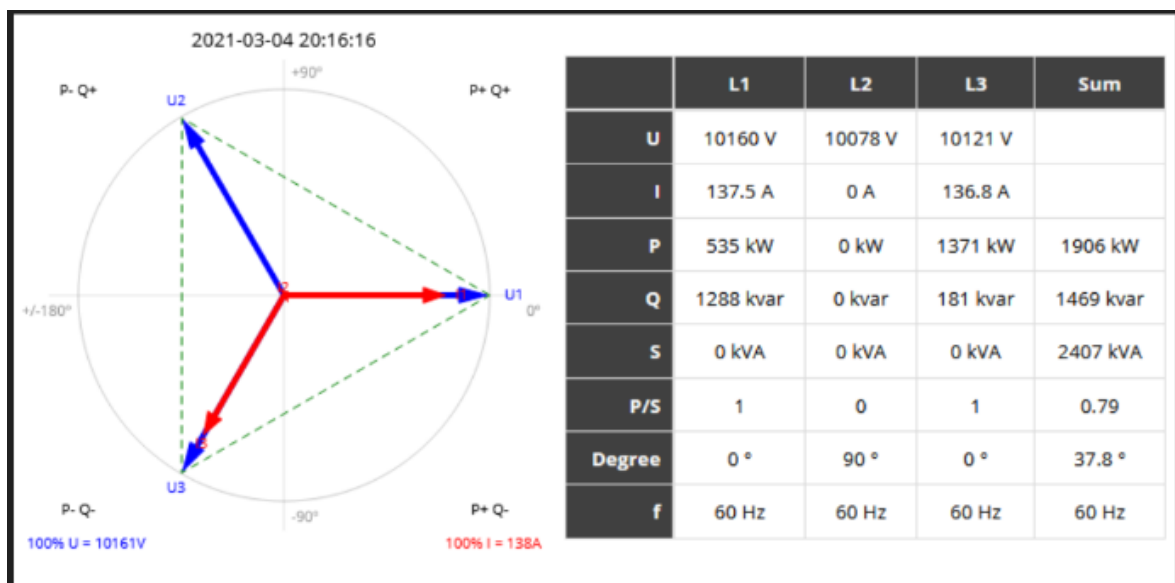 2021-03-04 20:16:16
+90°
P- Q+
P+ Q+
U2
U1
+/-180°
0°
U3
P- Q-
-90°
P+ Q-
100% U = 10161V
100% I = 138A
L1 L2 L3 Sum
U 10160 V 10078 V 10121 V
I 137.5 A 0 A 136.8 A
P 535 kW 0 kW 1371 kW 1906 kW
Q 1288 kvar 0 kvar 181 kvar 1469 kvar
S 0 kVA 0 kVA 0 kVA 2407 kVA
P/S 1 0 1 0.79
Degree 0 ° 90 ° 0 ° 37.8 °
f 60 Hz 60 Hz 60 Hz 60 Hz